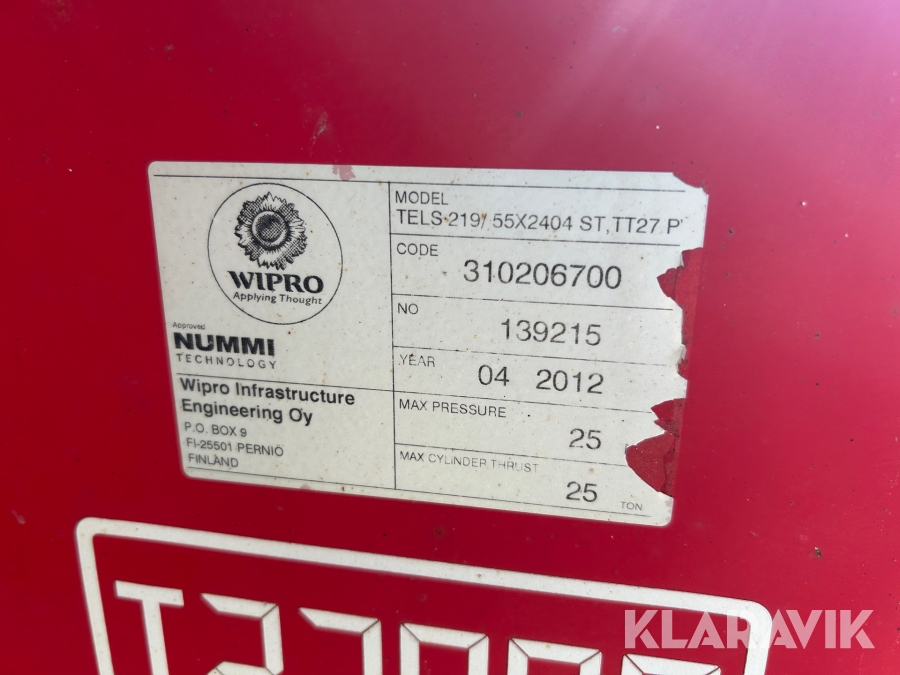 WIPRO
Applying Thought
Approved
NUMMI
TECHNOLOGY
Wipro Infrastructure
Engineering Oy
P.O. BOX 9
FI-25501 PERNIÖ
FINLAND
MODEL
TELS 219/ 55X2404 ST,TT27 P
CODE
310206700
NO
139215
YEAR
04 2012
MAX PRESSURE
25
MAX CYLINDER THRUST
25 TON
KLARAVIK